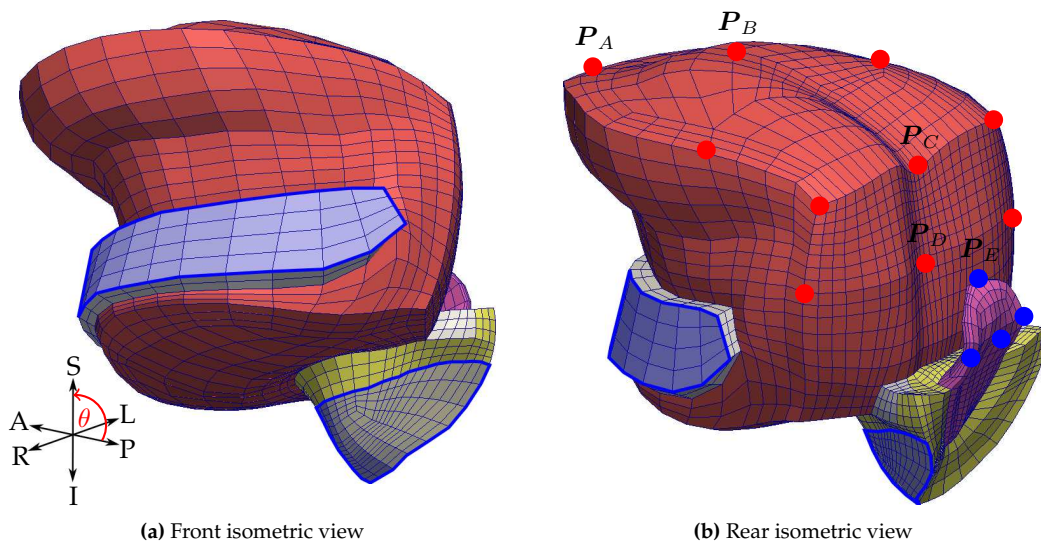 P_A
P_B
P_C
P_D
P_E
S
A
θ
L
R
P
I
(a) Front isometric view
(b) Rear isometric view